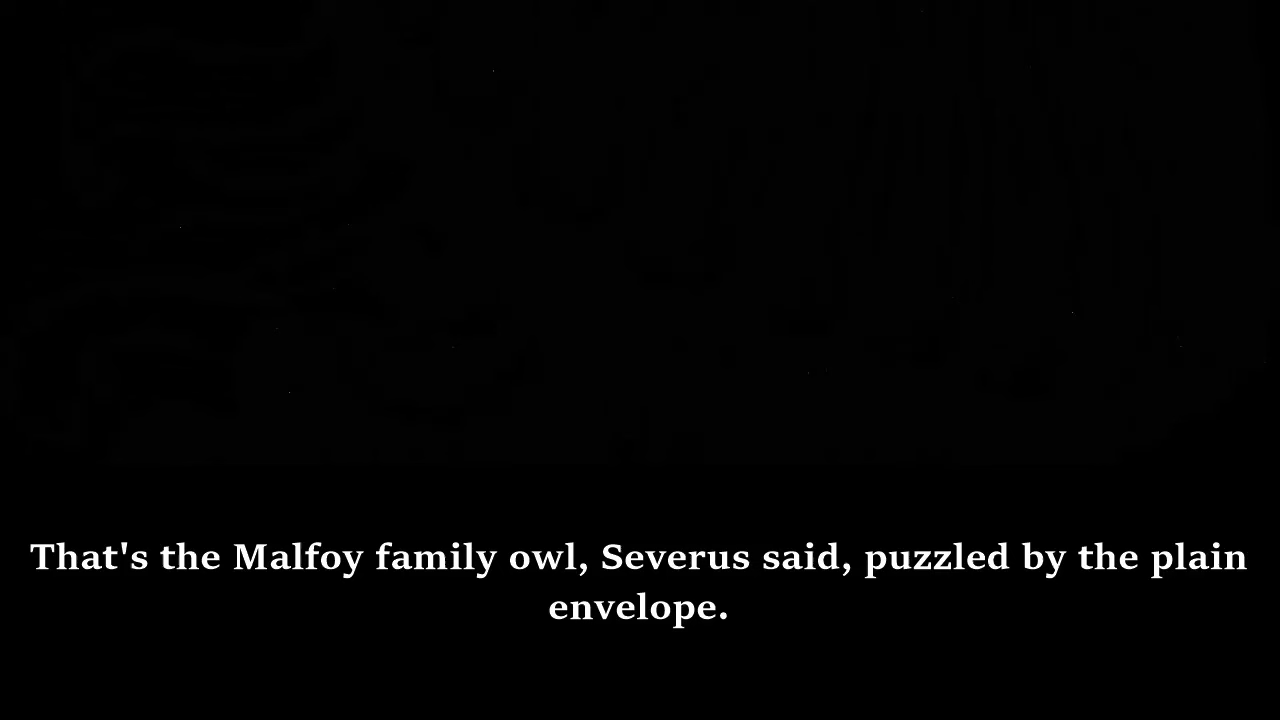 That's the Malfoy family owl, Severus said, puzzled by the plain
envelope.